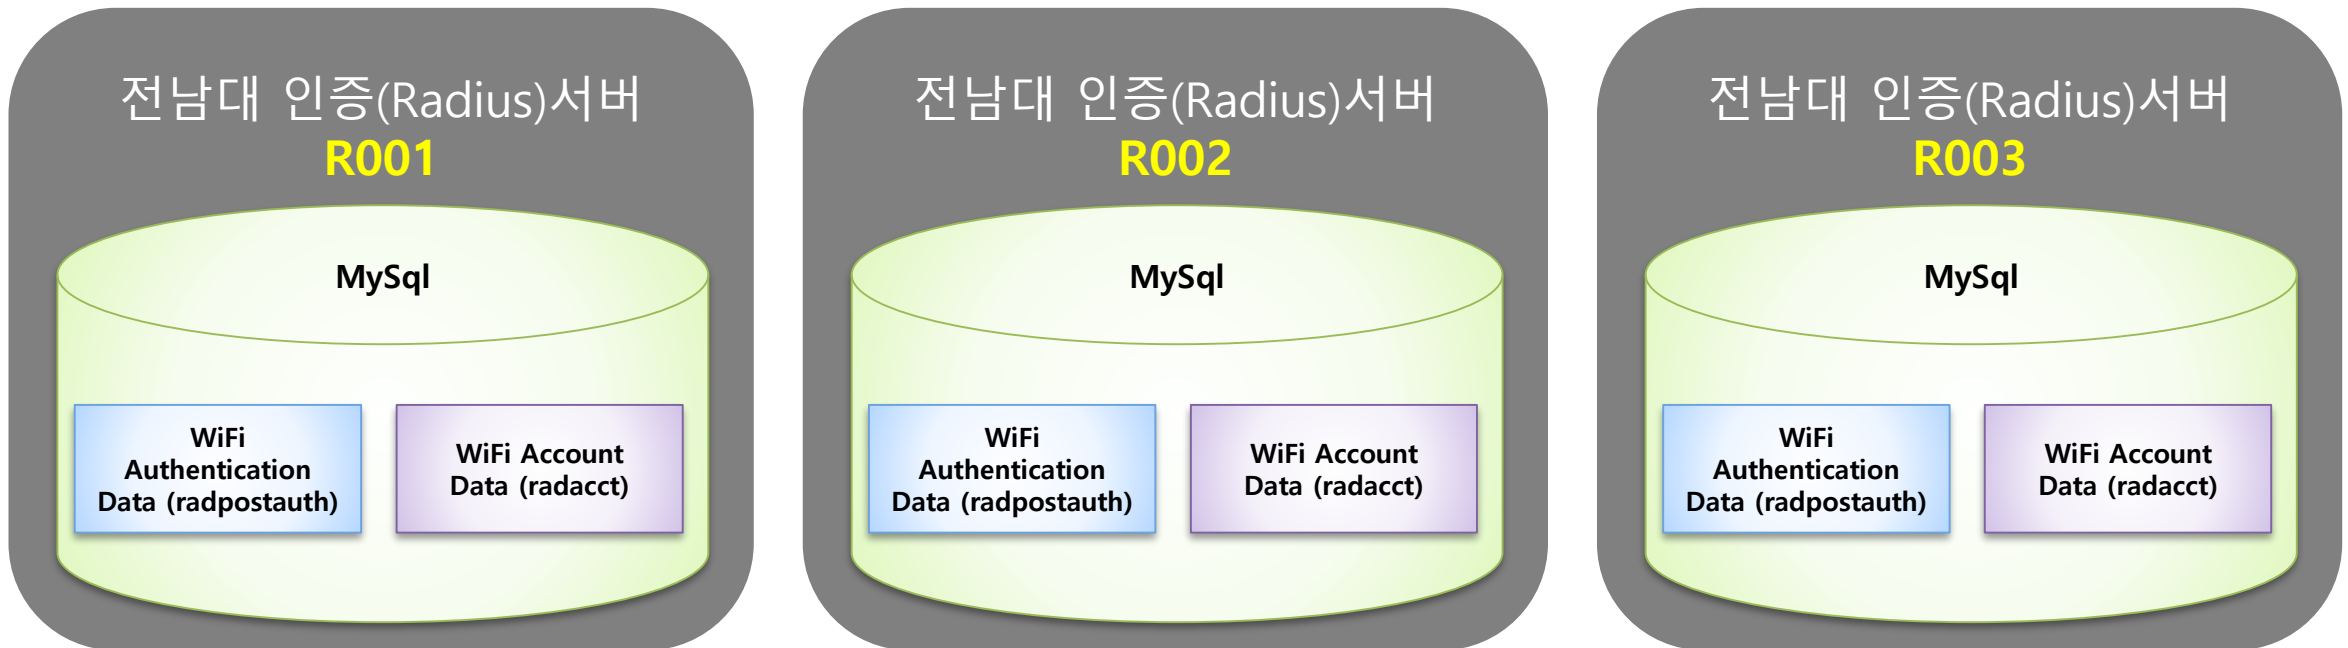 전남대 인증(Radius)서버
R001
MySql
WiFi
Authentication
Data (radpostauth)
WiFi Account
Data (radacct)
전남대 인증(Radius)서버
R002
MySql
WiFi
Authentication
Data (radpostauth)
WiFi Account
Data (radacct)
전남대 인증(Radius)서버
R003
MySql
WiFi
Authentication
Data (radpostauth)
WiFi Account
Data (radacct)